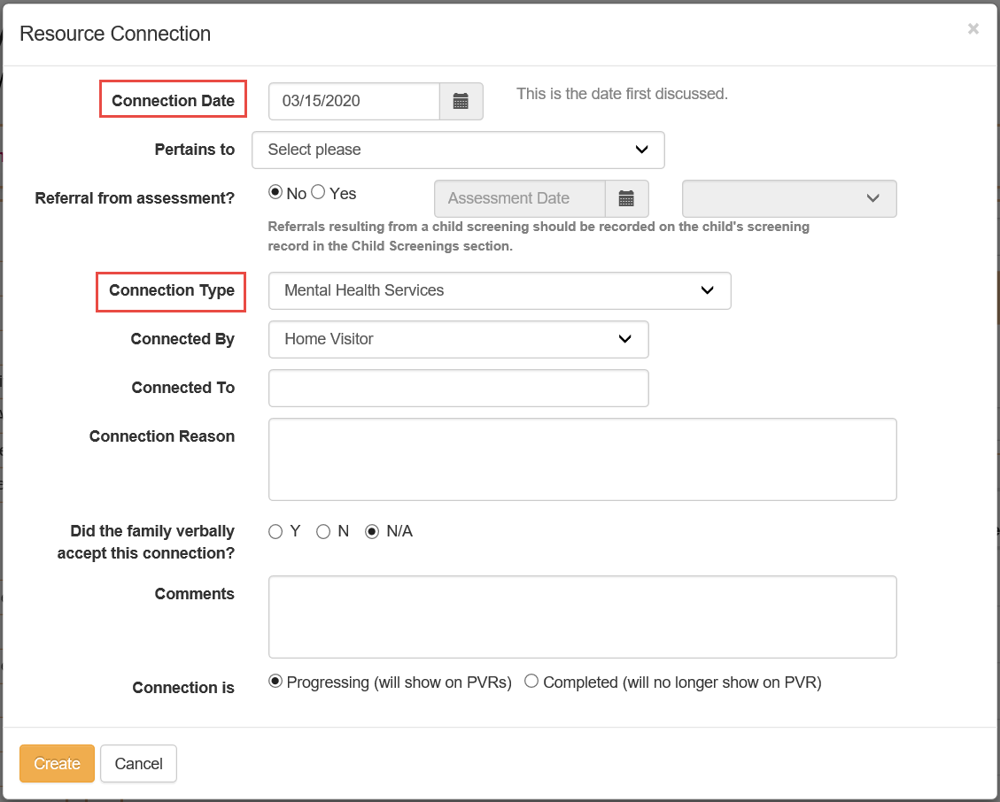 Resource Connection
×
Connection Date
03/15/2020
This is the date first discussed.
Pertains to
Select please
Referral from assessment?
No Yes
Assessment Date
Referrals resulting from a child screening should be recorded on the child's screening
record in the Child Screenings section.
Connection Type
Mental Health Services
Connected By
Home Visitor
Connected To
Connection Reason
Did the family verbally
accept this connection?
Y N N/A
Comments
Connection is
Progressing (will show on PVRs) Completed (will no longer show on PVR)
Create
Cancel